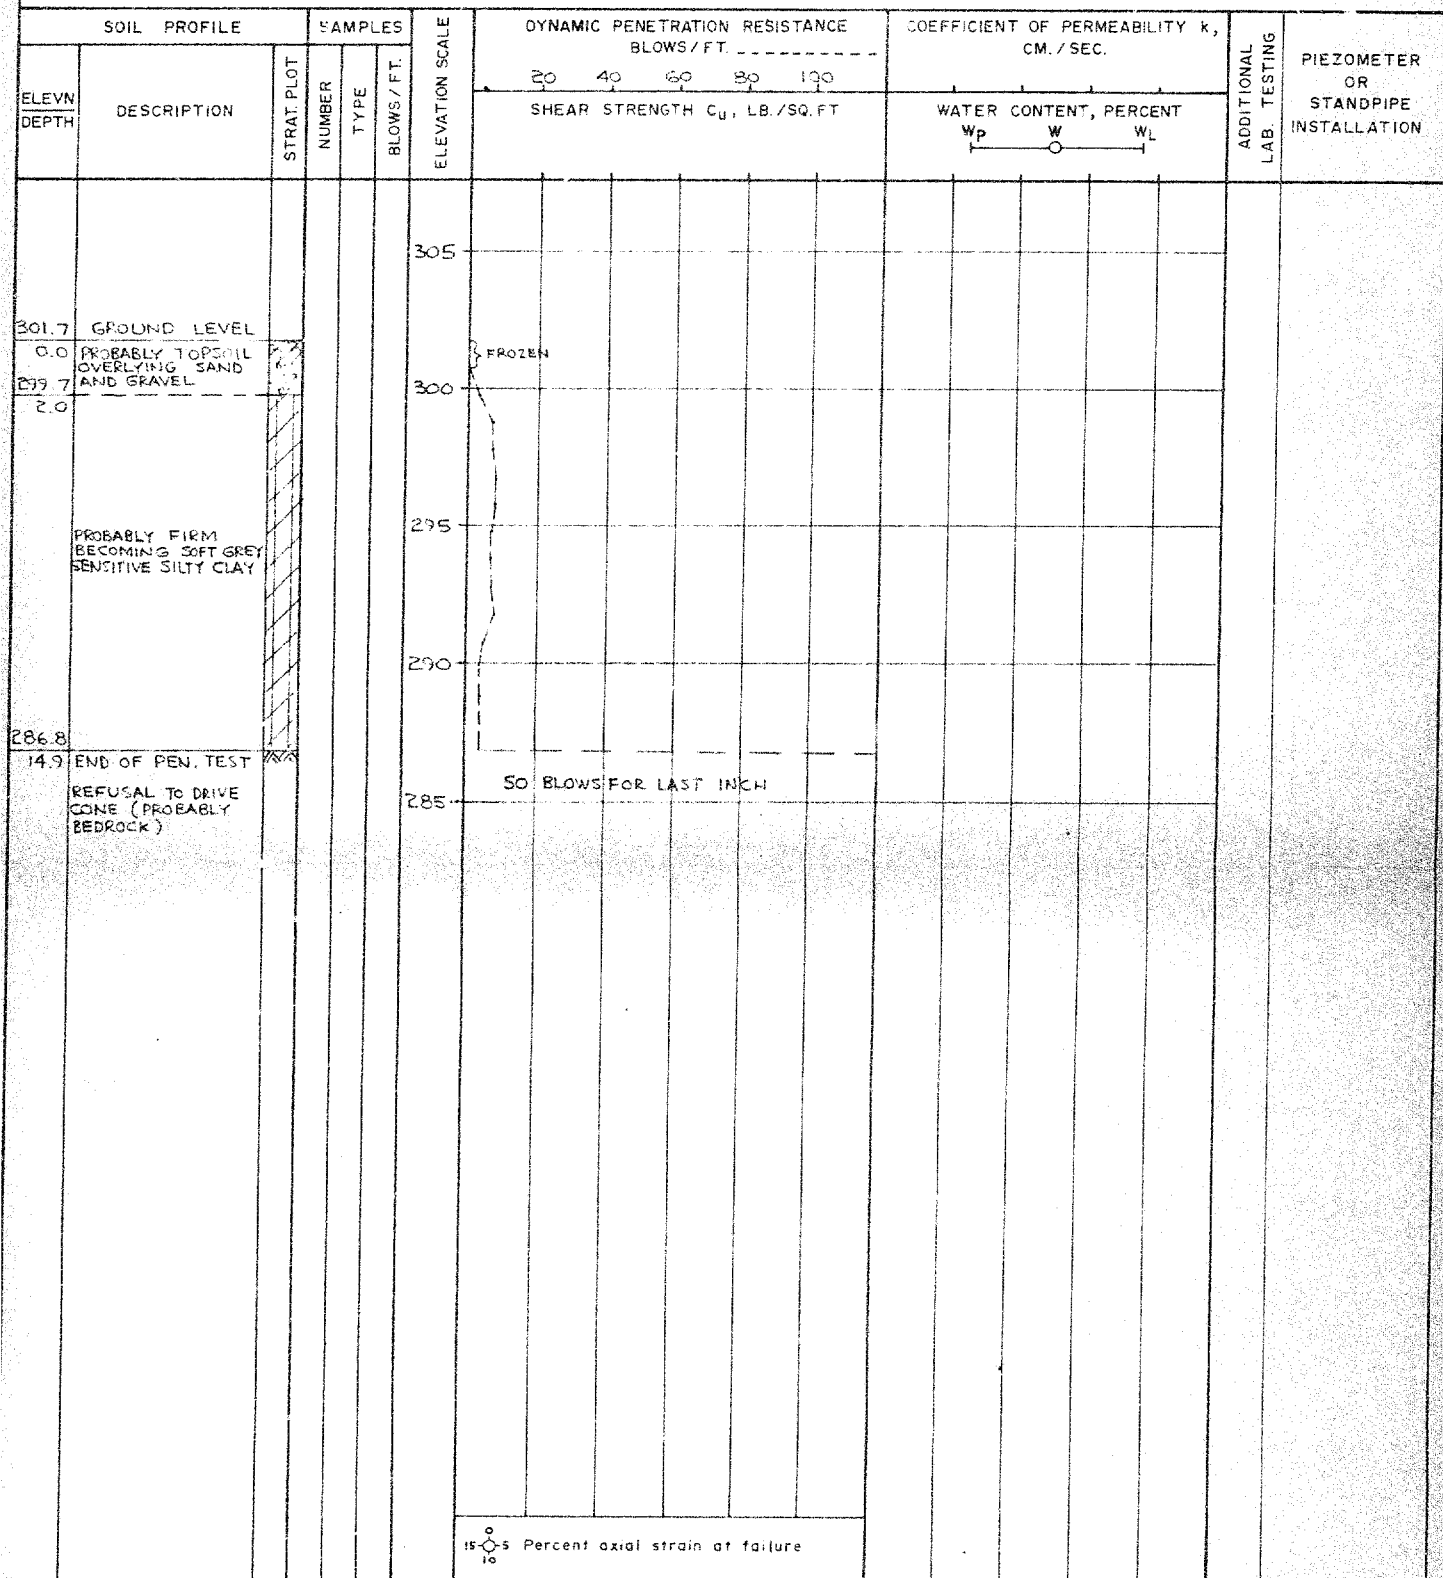 SOIL PROFILE
SAMPLES
ELEVATION SCALE
DYNAMIC PENETRATION RESISTANCE
BLOWS/FT. -----------
20 40 60 80 100
SHEAR STRENGTH Cu, LB./SQ.FT
COEFFICIENT OF PERMEABILITY k,
CM./SEC.
WATER CONTENT, PERCENT
Wp W WL
ADDITIONAL
LAB. TESTING
PIEZOMETER
OR
STANDPIPE
INSTALLATION
ELEVN
DEPTH
DESCRIPTION
STRAT. PLOT
NUMBER
TYPE
BLOWS / FT.
305
301.7 GROUND LEVEL
0.0 PROBABLY TOPSOIL
OVERLYING SAND
299.7 AND GRAVEL
2.0
FROZEN
300
295
PROBABLY FIRM
BECOMING SOFT GREY
SENSITIVE SILTY CLAY
290
286.8
14.9 END OF PEN. TEST
REFUSAL TO DRIVE
CONE (PROBABLY
BEDROCK)
50 BLOWS FOR LAST INCH
285
0
15 5 Percent axial strain at failure
10